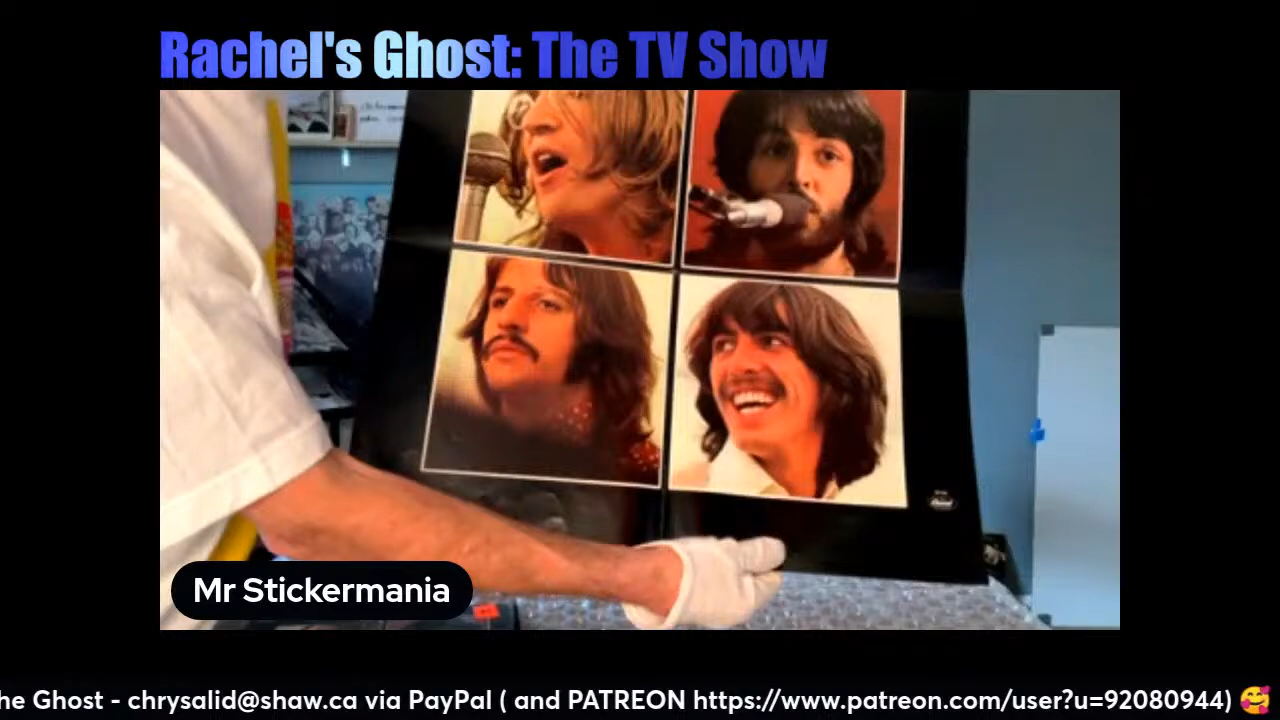 Rachel's Ghost: The TV Show
Mr Stickermania
he Ghost - chrysalid@shaw.ca via PayPal ( and PATREON https://www.patreon.com/user?u=92080944) 🥰